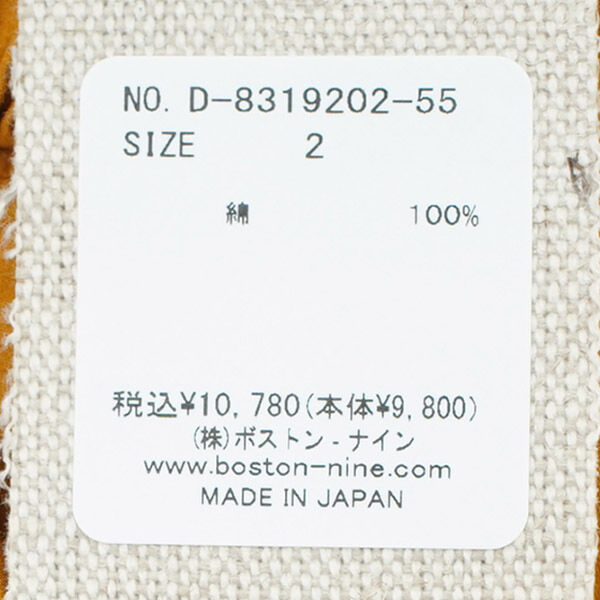 NO. D-8319202-55
SIZE 2
綿 100%
税込¥10,780(本体¥9,800)
(株)ボストン-ナイン
www.boston-nine.com
MADE IN JAPAN